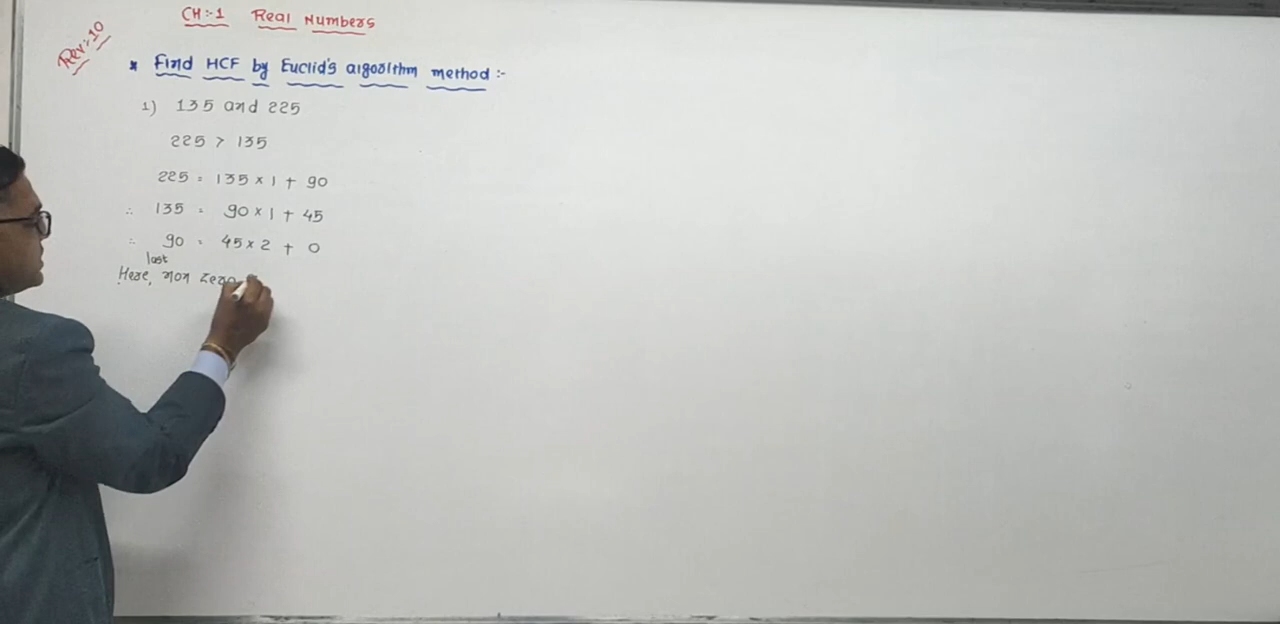 CH:-1 Real Numbers
Rev:-10
* Find HCF by Euclid's algorithm method :-
1) 135 and 225
225 > 135
225 = 135 × 1 + 90
∴ 135 = 90 × 1 + 45
∴ 90 = 45 × 2 + 0
last
Here, non zero